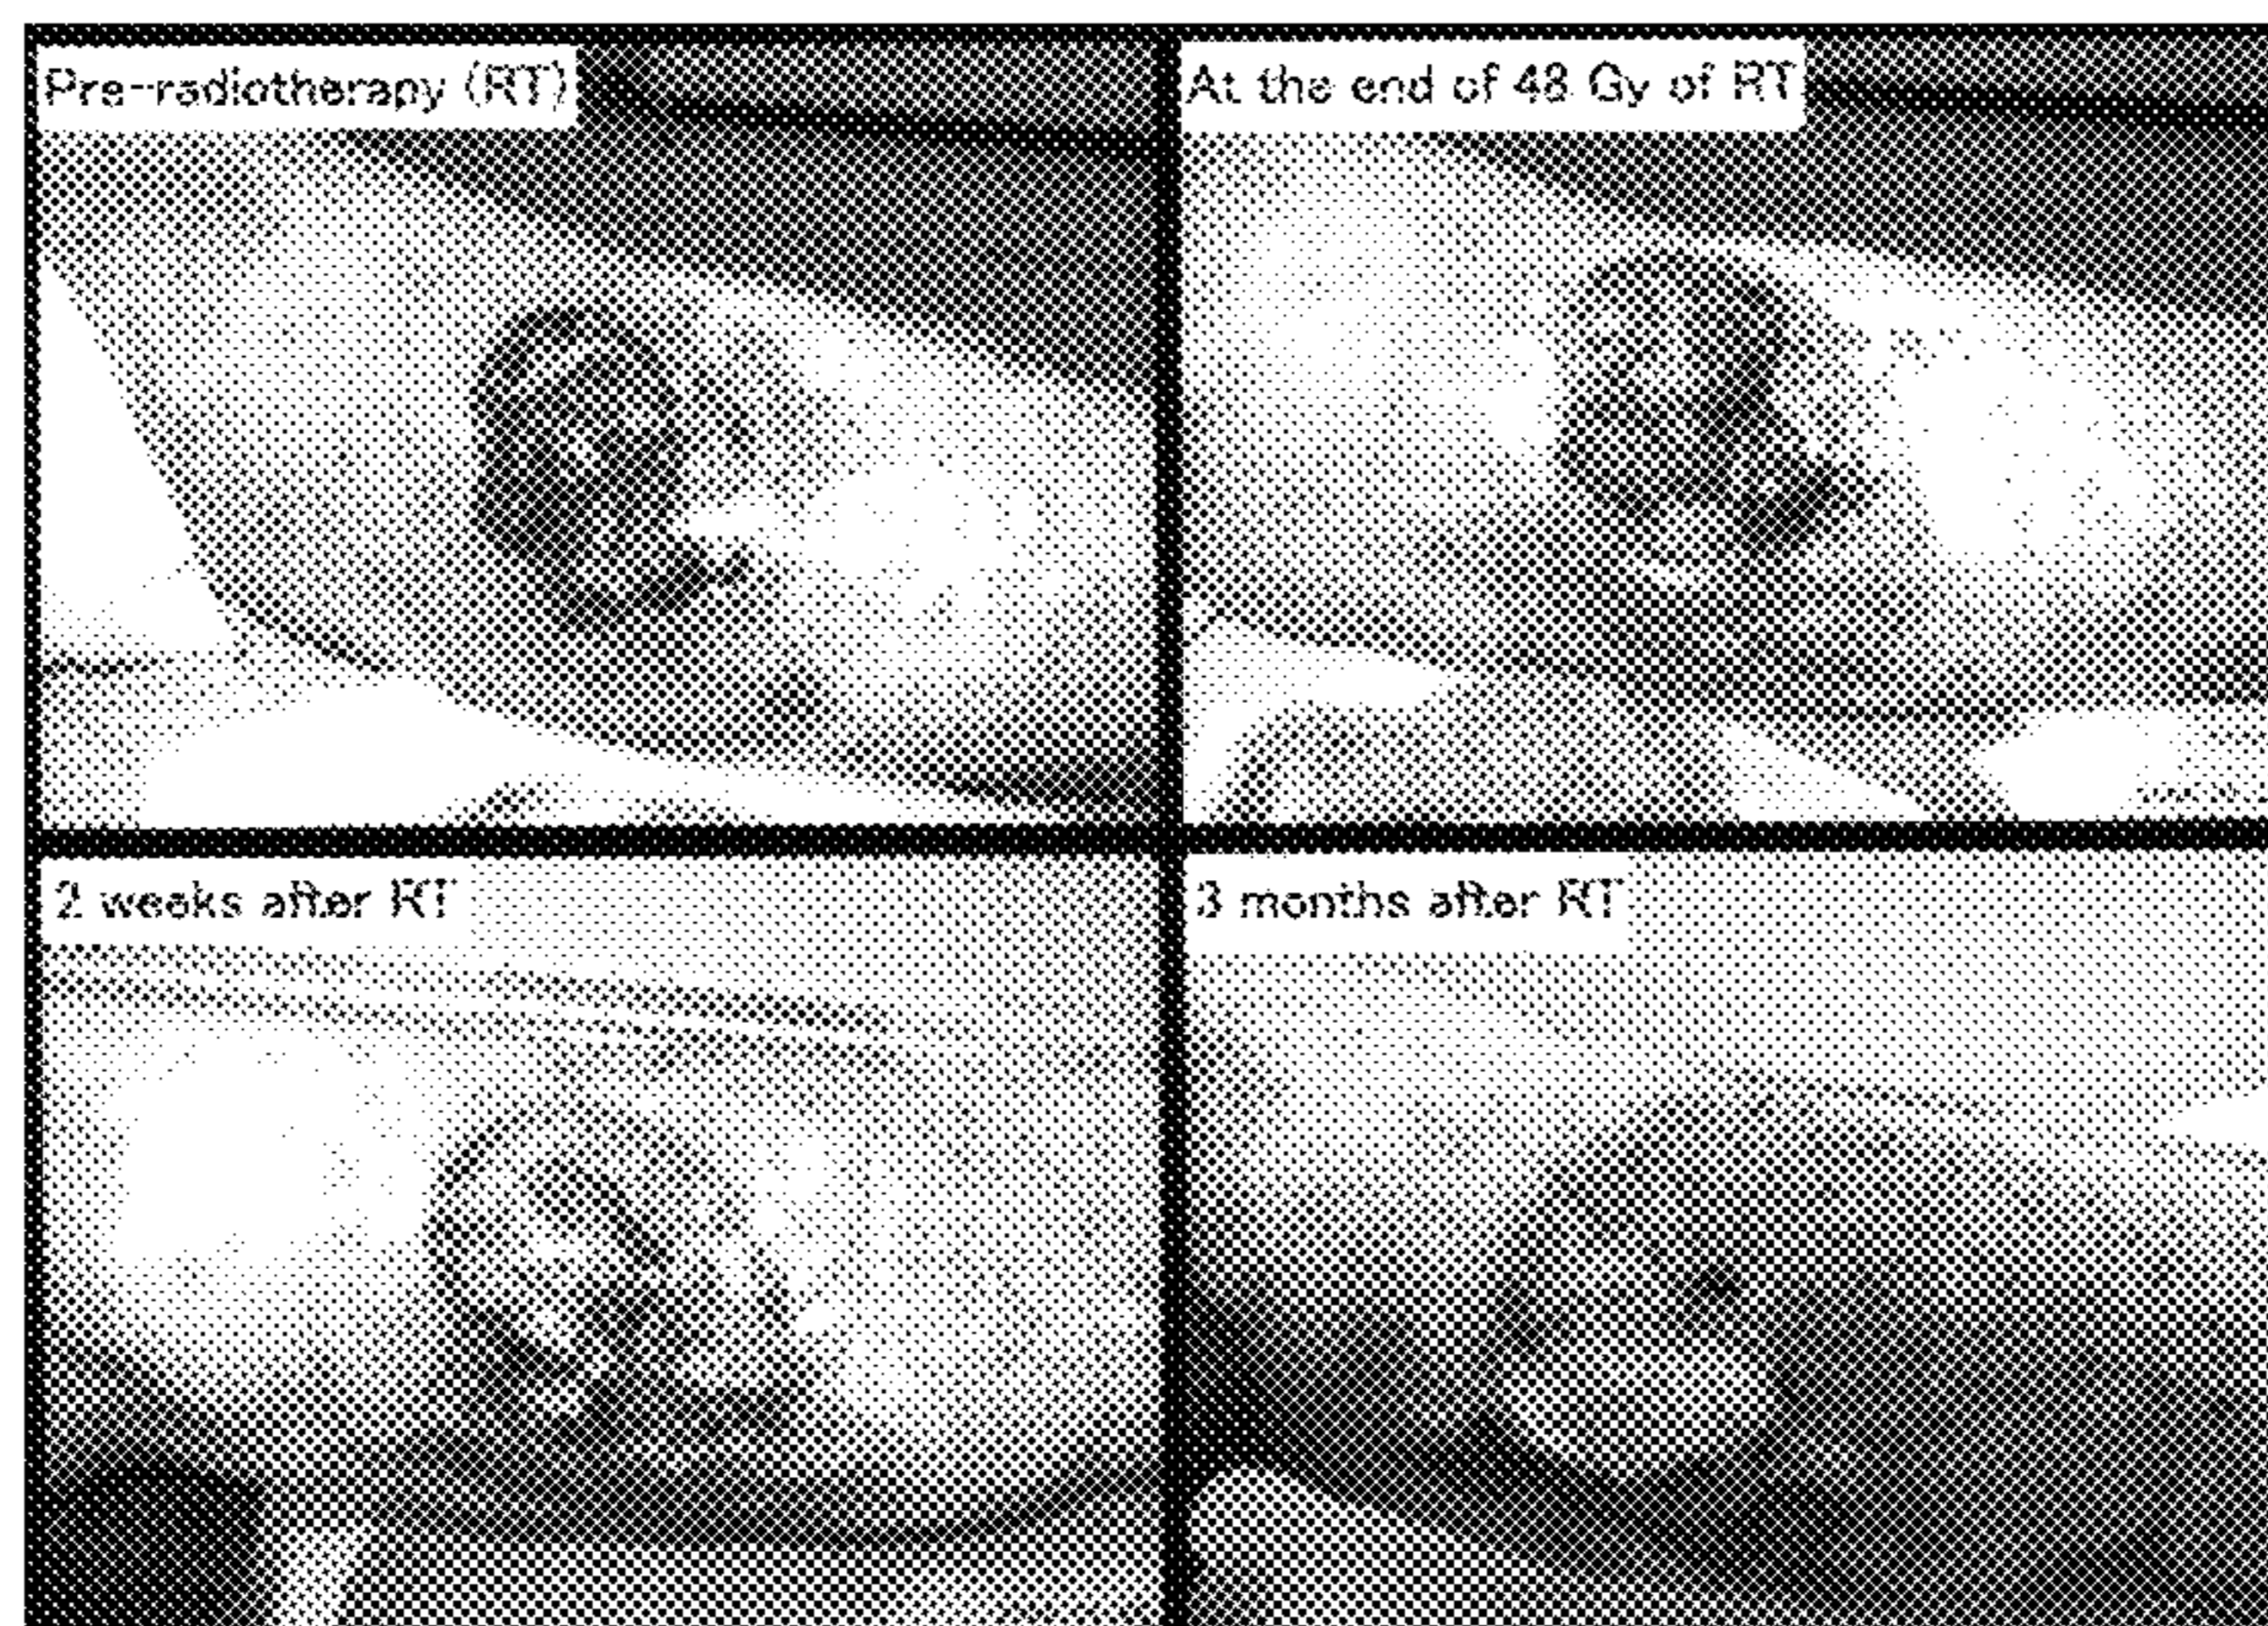 Pre-radiotherapy (RT)
At the end of 48 Gy of RT
2 weeks after RT
3 months after RT